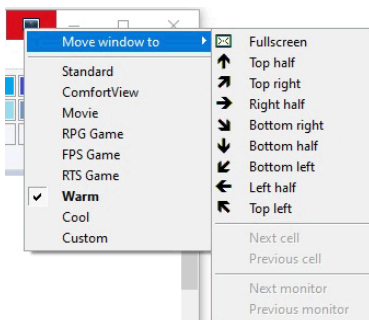 Move window to
Standard
ComfortView
Movie
RPG Game
FPS Game
RTS Game
Warm
Cool
Custom
Fullscreen
Top half
Top right
Right half
Bottom right
Bottom half
Bottom left
Left half
Top left
Next cell
Previous cell
Next monitor
Previous monitor